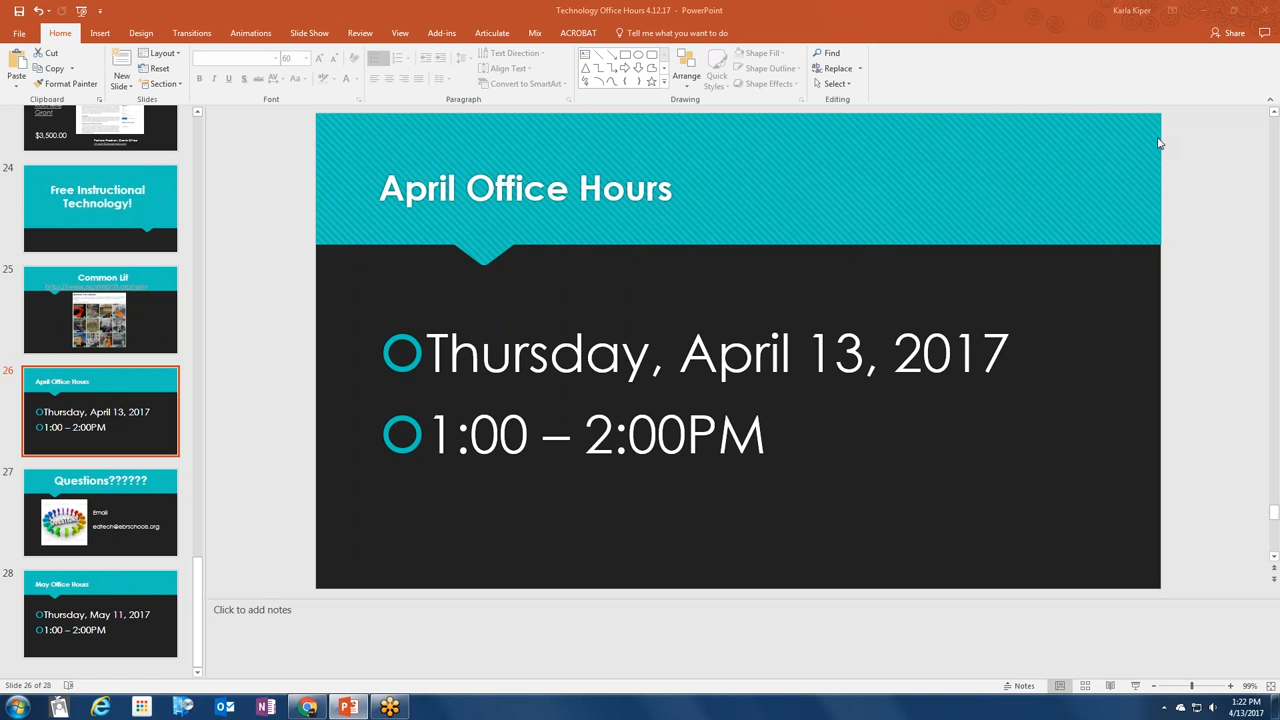 Technology Office Hours 4.12.17 - PowerPoint
Karla Kiper
File Home Insert Design Transitions Animations Slide Show Review View Add-ins Articulate Mix ACROBAT Tell me what you want to do Share
Paste
Cut
Copy
Format Painter
Clipboard
New Slide
Layout
Reset
Section
Slides
60
Font
Text Direction
Align Text
Convert to SmartArt
Paragraph
Arrange
Quick Styles
Shape Fill
Shape Outline
Shape Effects
Drawing
Find
Replace
Select
Editing
Grant
$3,500.00
24
Free Instructional
Technology!
25
Common Lit
26
April Office Hours
Thursday, April 13, 2017
1:00 – 2:00PM
27
Questions??????
Email
edtech@ebrschools.org
28
May Office Hours
Thursday, May 11, 2017
1:00 – 2:00PM
April Office Hours
Thursday, April 13, 2017
1:00 – 2:00PM
Click to add notes
Slide 26 of 28
Notes
99%
1:22 PM
4/13/2017